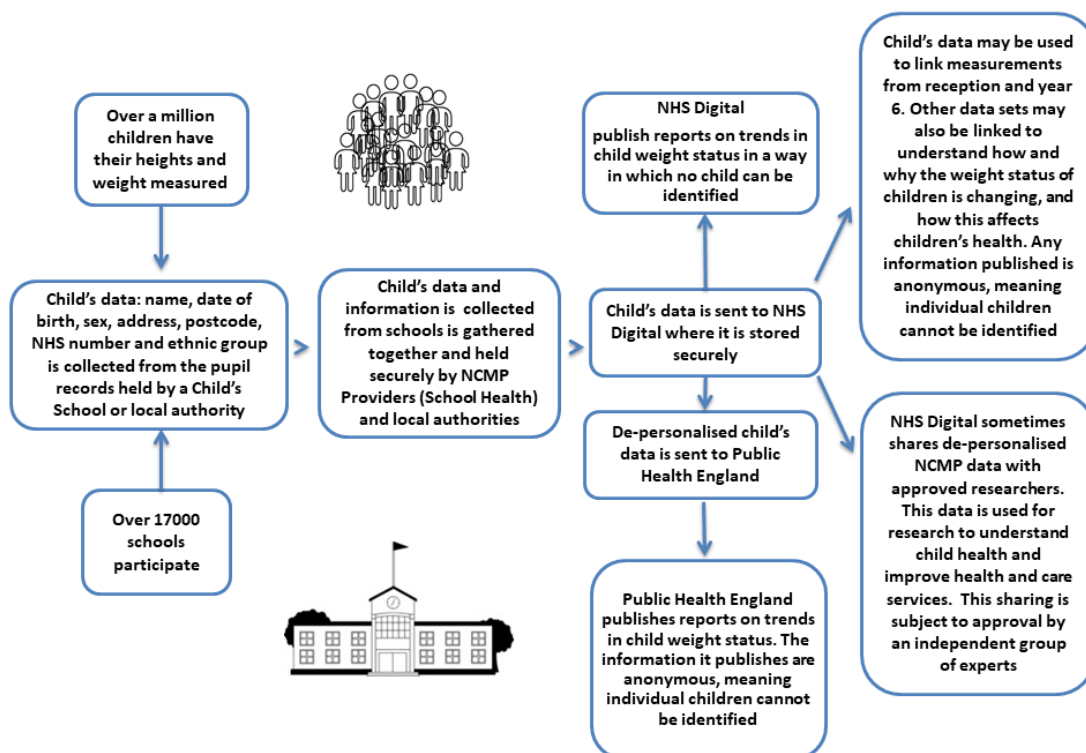 Over a million
children have
their heights and
weight measured
Child's data: name, date of
birth, sex, address, postcode,
NHS number and ethnic group
is collected from the pupil
records held by a Child's
School or local authority
Over 17000
schools
participate
Child's data and
information is  collected
from schools is gathered
together and held
securely by NCMP
Providers (School Health)
and local authorities
Child's data is sent to NHS
Digital where it is stored
securely
NHS Digital
publish reports on trends in
child weight status in a way
in which no child can be
identified
De-personalised child's
data is sent to Public
Health England
Public Health England
publishes reports on trends
in child weight status. The
information it publishes are
anonymous, meaning
individual children cannot
be identified
Child's data may be used
to link measurements
from reception and year
6. Other data sets may
also be linked to
understand how and
why the weight status of
children is changing, and
how this affects
children's health. Any
information published is
anonymous, meaning
individual children
cannot be identified
NHS Digital sometimes
shares de-personalised
NCMP data with
approved researchers.
This data is used for
research to understand
child health and
improve health and care
services.  This sharing is
subject to approval by
an independent group
of experts